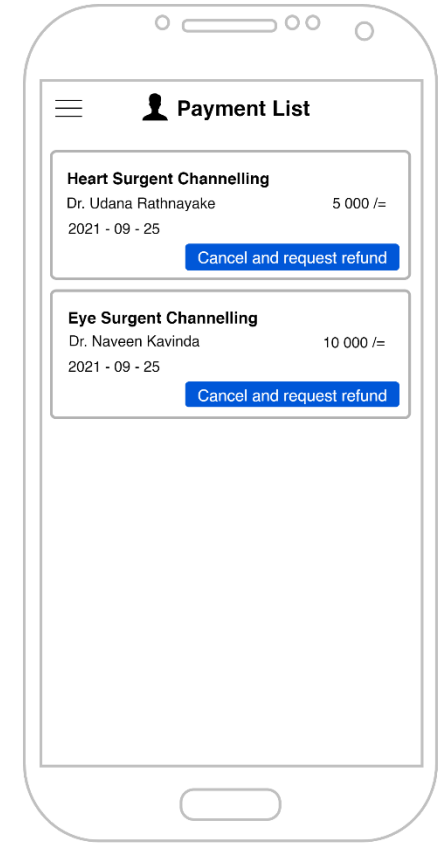 Payment List
Heart Surgent Channelling
Dr. Udana Rathnayake 5 000 /=
2021 - 09 - 25
Cancel and request refund
Eye Surgent Channelling
Dr. Naveen Kavinda 10 000 /=
2021 - 09 - 25
Cancel and request refund